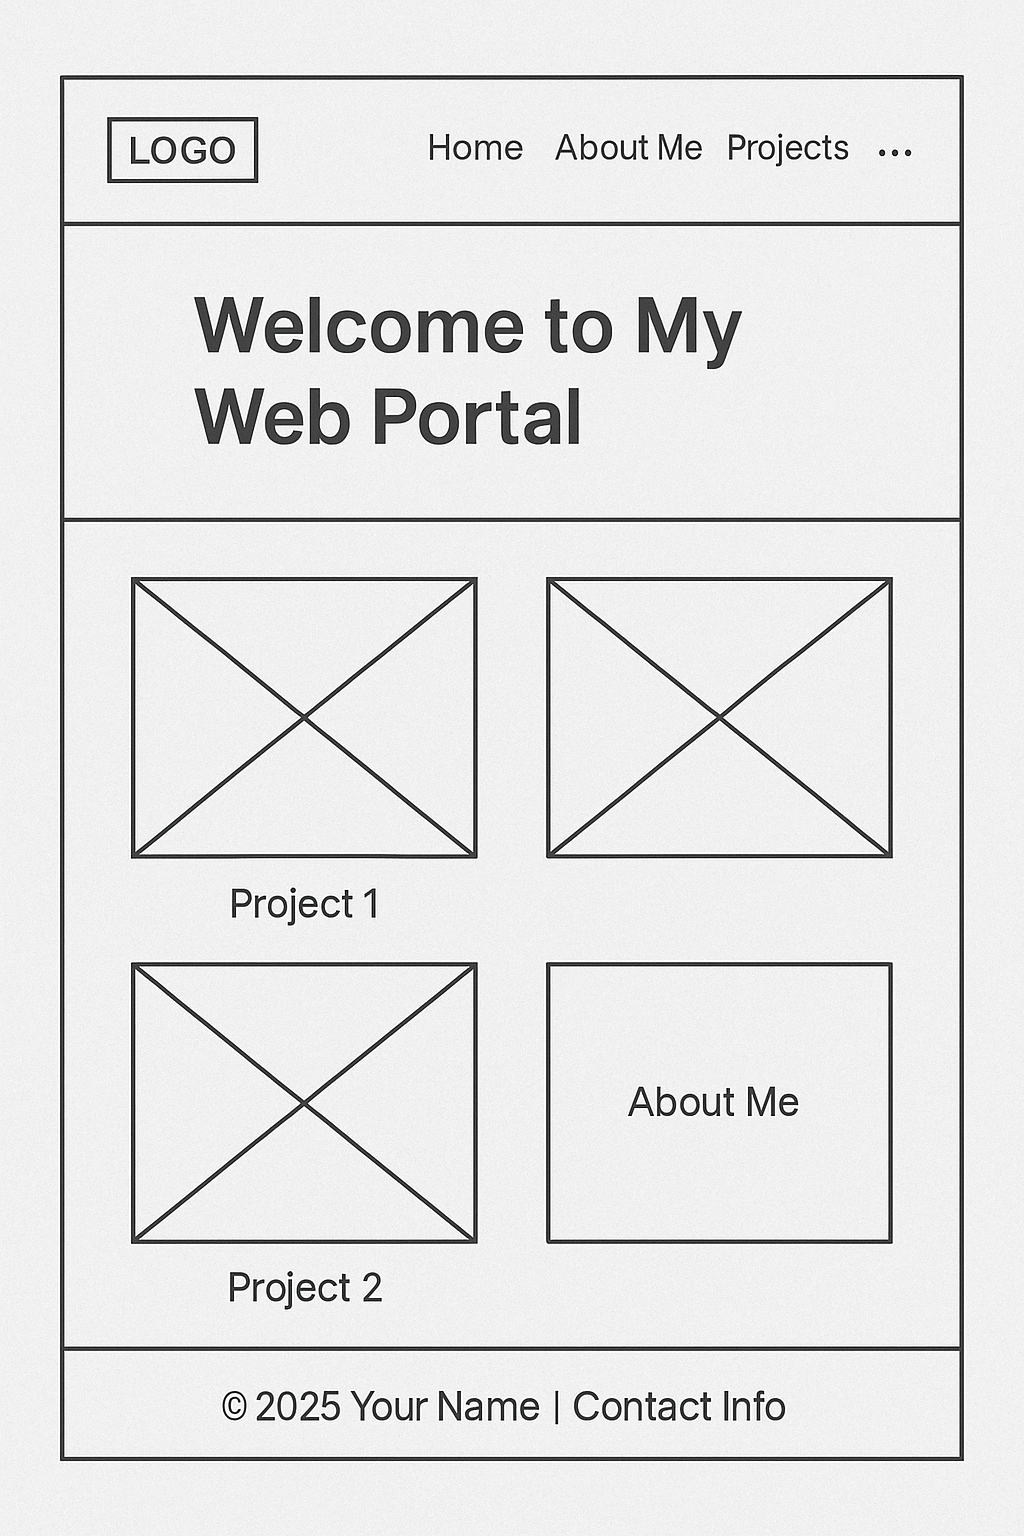 LOGO
Home About Me Projects ...
Welcome to My
Web Portal
Project 1
About Me
Project 2
© 2025 Your Name | Contact Info